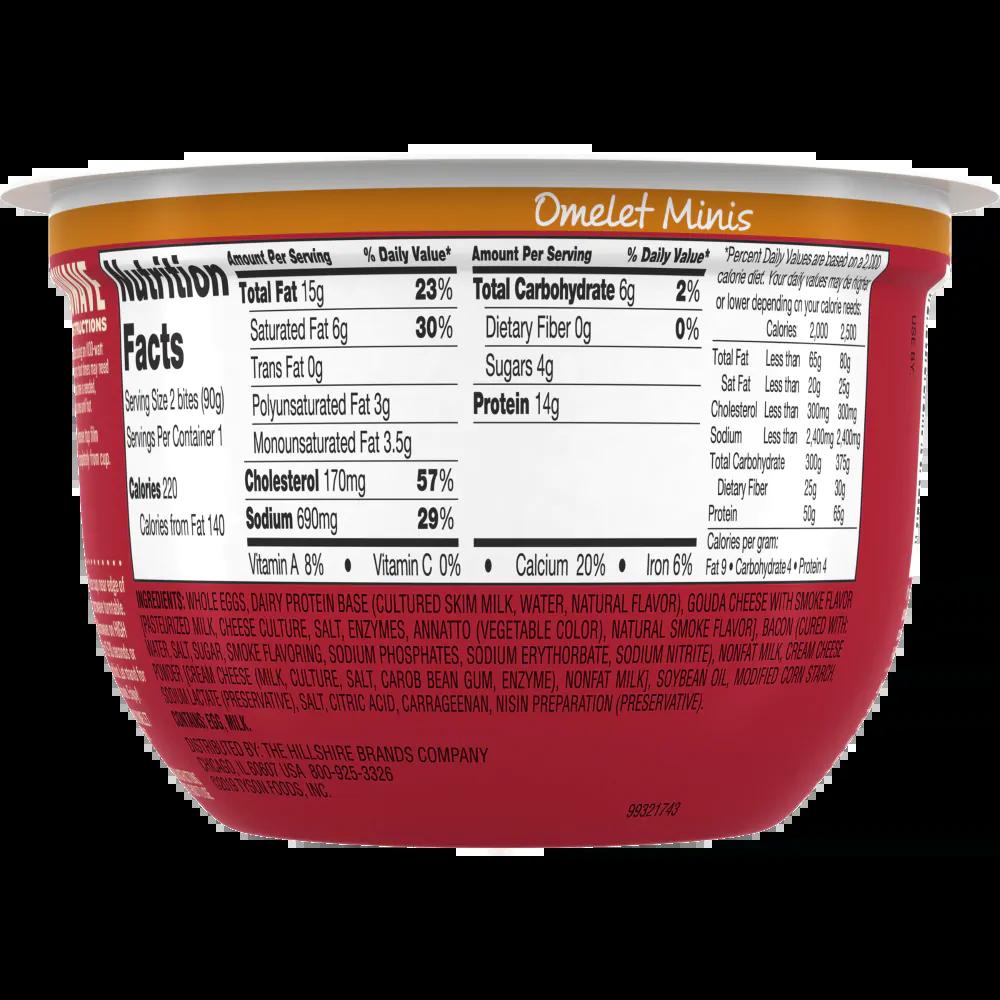 Omelet Minis
Nutrition
Facts
Serving Size 2 bites (90g)
Servings Per Container 1
Calories 220
Calories from Fat 140
Amount Per Serving % Daily Value*
Total Fat 15g 23%
Saturated Fat 6g 30%
Trans Fat 0g
Polyunsaturated Fat 3g
Monounsaturated Fat 3.5g
Cholesterol 170mg 57%
Sodium 690mg 29%
Amount Per Serving % Daily Value*
Total Carbohydrate 6g 2%
Dietary Fiber 0g 0%
Sugars 4g
Protein 14g
Vitamin A 8% • Vitamin C 0% • Calcium 20% • Iron 6%
*Percent Daily Values are based on a 2,000
calorie diet. Your daily values may be higher
or lower depending on your calorie needs:
Calories 2,000 2,500
Total Fat Less than 65g 80g
Sat Fat Less than 20g 25g
Cholesterol Less than 300mg 300mg
Sodium Less than 2,400mg 2,400mg
Total Carbohydrate 300g 375g
Dietary Fiber 25g 30g
Protein 50g 65g
Calories per gram:
Fat 9 • Carbohydrate 4 • Protein 4
INGREDIENTS: WHOLE EGGS, DAIRY PROTEIN BASE (CULTURED SKIM MILK, WATER, NATURAL FLAVOR), GOUDA CHEESE WITH SMOKE FLAVOR
[PASTEURIZED MILK, CHEESE CULTURE, SALT, ENZYMES, ANNATTO (VEGETABLE COLOR), NATURAL SMOKE FLAVOR], BACON (CURED WITH:
WATER, SALT, SUGAR, SMOKE FLAVORING, SODIUM PHOSPHATES, SODIUM ERYTHORBATE, SODIUM NITRITE), NONFAT MILK, CREAM CHEESE
POWDER [CREAM CHEESE (MILK, CULTURE, SALT, CAROB BEAN GUM, ENZYME), NONFAT MILK], SOYBEAN OIL, MODIFIED CORN STARCH,
SODIUM LACTATE (PRESERVATIVE), SALT, CITRIC ACID, CARRAGEENAN, NISIN PREPARATION (PRESERVATIVE).
CONTAINS: EGG, MILK.
DISTRIBUTED BY: THE HILLSHIRE BRANDS COMPANY
CHICAGO, IL 60607 USA 800-925-3326
©2019 TYSON FOODS, INC.
99321743
USE BY